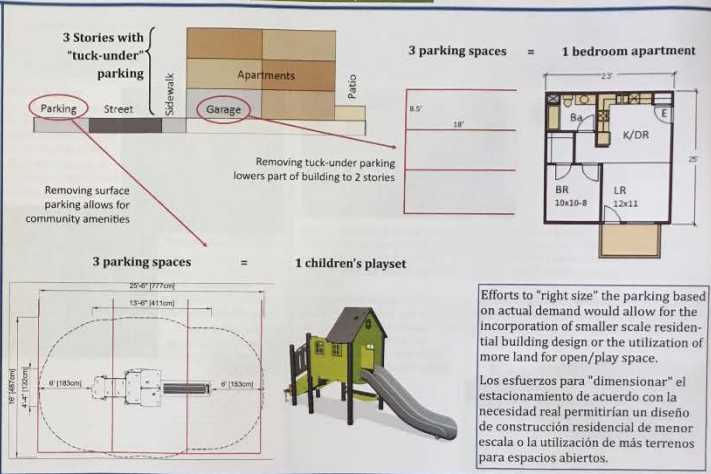 3 Stories with
"tuck-under"
parking
Sidewalk
Apartments
Patio
Parking
Street
Garage
Removing tuck-under parking
lowers part of building to 2 stories
Removing surface
parking allows for
community amenities
3 parking spaces = 1 bedroom apartment
8.5'
18'
23'
Ba
E
K/DR
25'
BR
10x10-8
LR
12x11
3 parking spaces = 1 children's playset
25'-6" [777cm]
13'-6" [411cm]
16' [487cm]
4'-4" [132cm]
6' [183cm]
6' [183cm]
Efforts to "right size" the parking based
on actual demand would allow for the
incorporation of smaller scale residen-
tial building design or the utilization of
more land for open/play space.
Los esfuerzos para "dimensionar" el
estacionamiento de acuerdo con la
necesidad real permitirían un diseño
de construcción residencial de menor
escala o la utilización de más terrenos
para espacios abiertos.